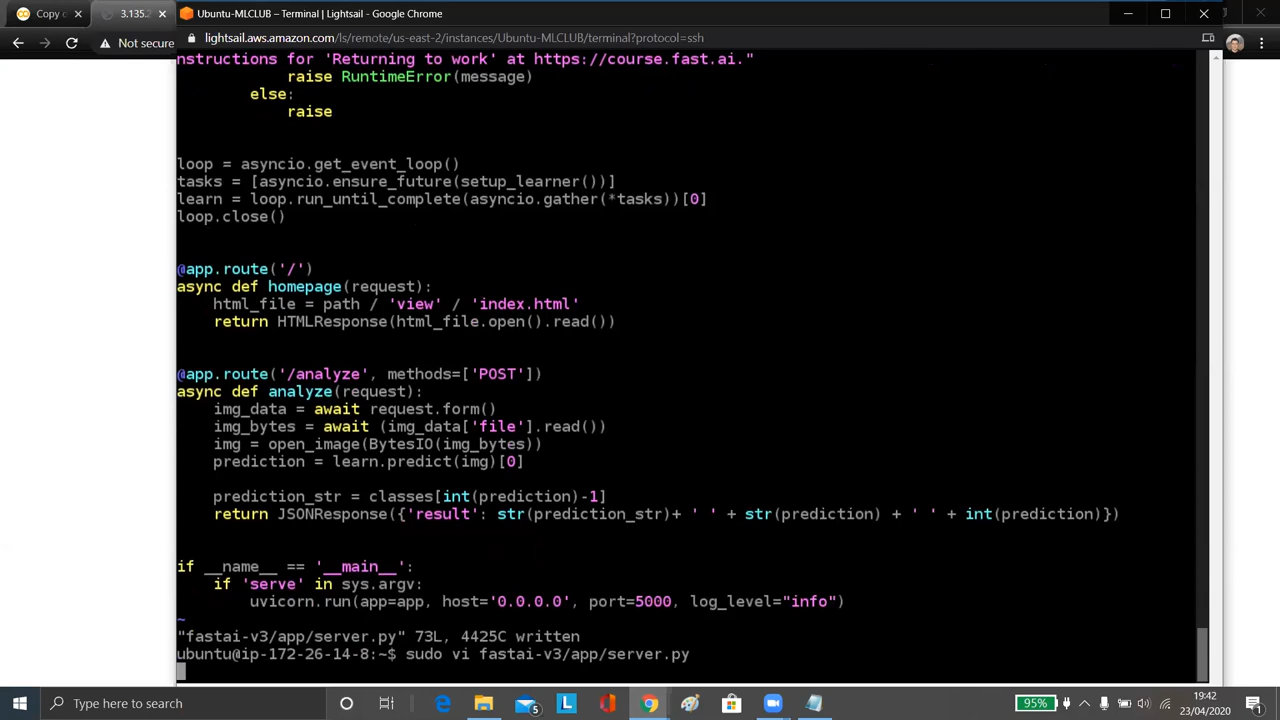 Copy o
3.135.2
Ubuntu-MLCLUB – Terminal | Lightsail - Google Chrome
Not secure
lightsail.aws.amazon.com/ls/remote/us-east-2/instances/Ubuntu-MLCLUB/terminal?protocol=ssh
nstructions for 'Returning to work' at https://course.fast.ai."
raise RuntimeError(message)
else:
raise
loop = asyncio.get_event_loop()
tasks = [asyncio.ensure_future(setup_learner())]
learn = loop.run_until_complete(asyncio.gather(*tasks))[0]
loop.close()
@app.route('/')
async def homepage(request):
html_file = path / 'view' / 'index.html'
return HTMLResponse(html_file.open().read())
@app.route('/analyze', methods=['POST'])
async def analyze(request):
img_data = await request.form()
img_bytes = await (img_data['file'].read())
img = open_image(BytesIO(img_bytes))
prediction = learn.predict(img)[0]
prediction_str = classes[int(prediction)-1]
return JSONResponse({'result': str(prediction_str)+ ' ' + str(prediction) + ' ' + int(prediction)})
if __name__ == '__main__':
if 'serve' in sys.argv:
uvicorn.run(app=app, host='0.0.0.0', port=5000, log_level="info")
~
"fastai-v3/app/server.py" 73L, 4425C written
ubuntu@ip-172-26-14-8:~$ sudo vi fastai-v3/app/server.py
Type here to search
5
L
95%
19:42
23/04/2020
1